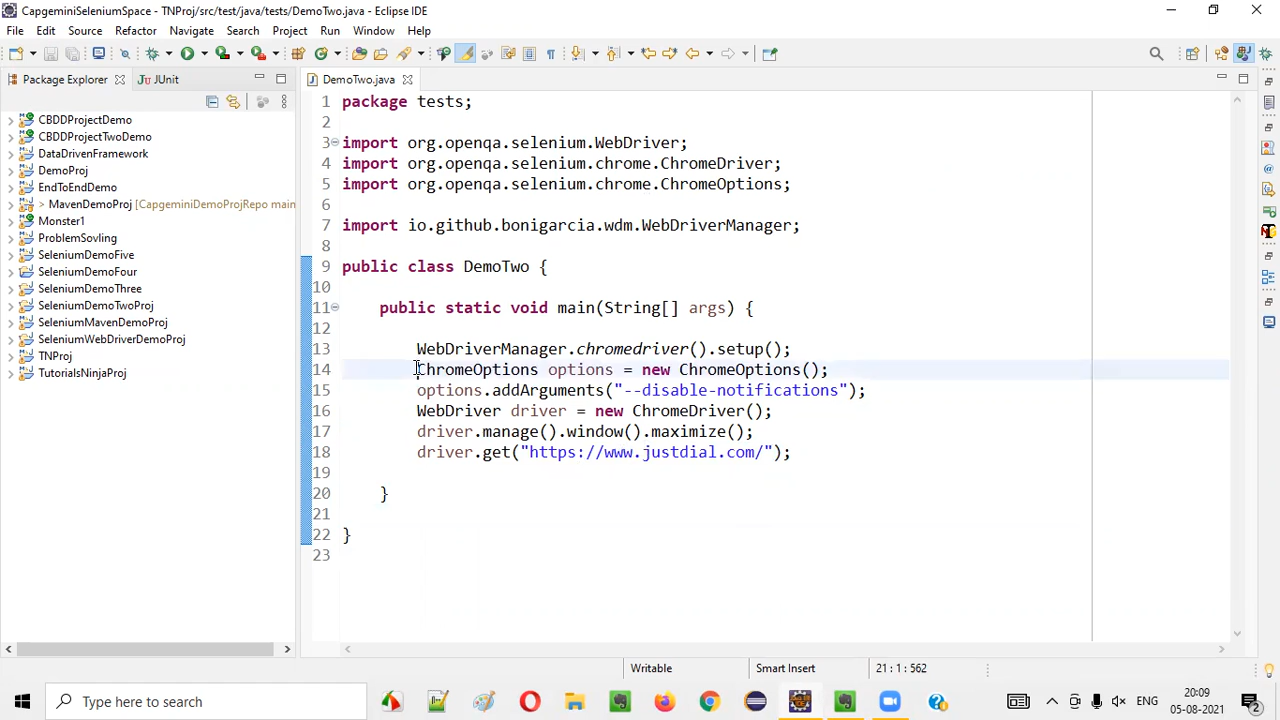 CapgeminiSeleniumSpace - TNProj/src/test/java/tests/DemoTwo.java - Eclipse IDE
File Edit Source Refactor Navigate Search Project Run Window Help
Package Explorer JUnit
DemoTwo.java
CBDDProjectDemo
CBDDProjectTwoDemo
DataDrivenFramework
DemoProj
EndToEndDemo
> MavenDemoProj [CapgeminiDemoProjRepo main
Monster1
ProblemSovling
SeleniumDemoFive
SeleniumDemoFour
SeleniumDemoThree
SeleniumDemoTwoProj
SeleniumMavenDemoProj
SeleniumWebDriverDemoProj
TNProj
TutorialsNinjaProj
1 package tests;
2
3 import org.openqa.selenium.WebDriver;
4 import org.openqa.selenium.chrome.ChromeDriver;
5 import org.openqa.selenium.chrome.ChromeOptions;
6
7 import io.github.bonigarcia.wdm.WebDriverManager;
8
9 public class DemoTwo {
10
11 public static void main(String[] args) {
12
13 WebDriverManager.chromedriver().setup();
14 ChromeOptions options = new ChromeOptions();
15 options.addArguments("--disable-notifications");
16 WebDriver driver = new ChromeDriver();
17 driver.manage().window().maximize();
18 driver.get("https://www.justdial.com/");
19
20 }
21
22 }
23
Writable Smart Insert 21 : 1 : 562
Type here to search
ENG
20:09
05-08-2021
2